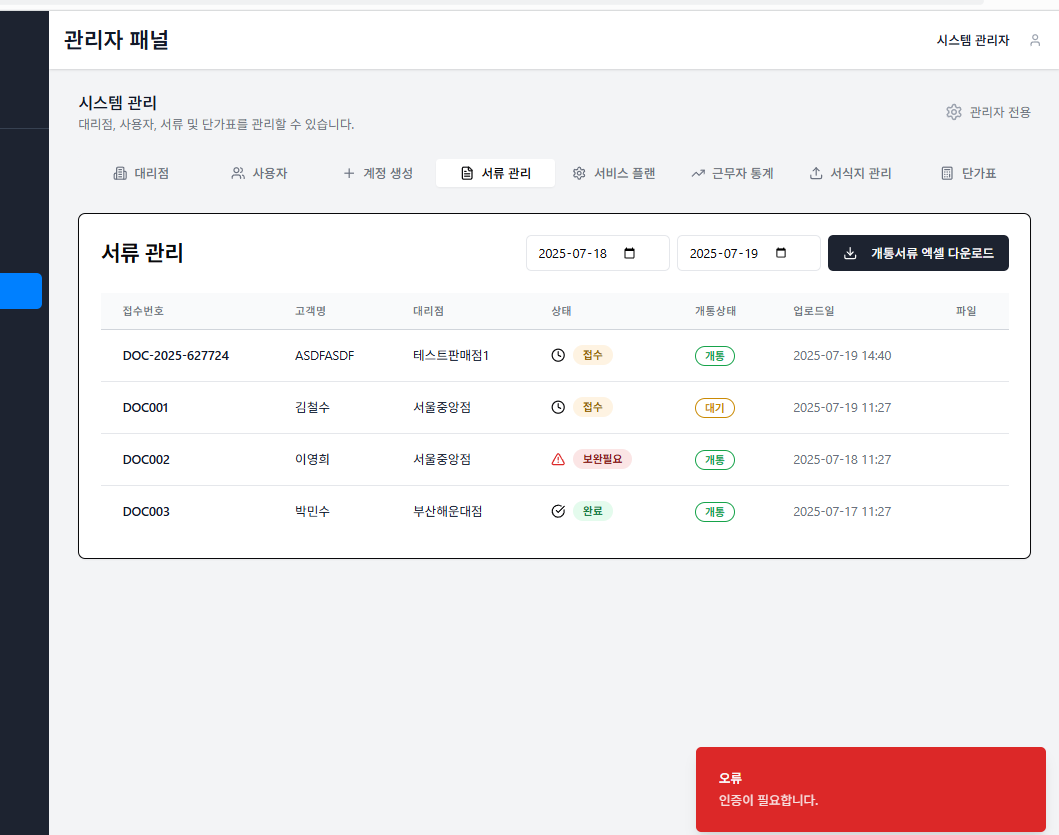 관리자 패널
시스템 관리자
시스템 관리
대리점, 사용자, 서류 및 단가표를 관리할 수 있습니다.
관리자 전용
대리점 사용자 계정 생성 서류 관리 서비스 플랜 근무자 통계 서식지 관리 단가표
서류 관리
2025-07-18 2025-07-19 개통서류 엑셀 다운로드
접수번호 고객명 대리점 상태 개통상태 업로드일 파일
DOC-2025-627724 ASDFASDF 테스트판매점1 접수 개통 2025-07-19 14:40
DOC001 김철수 서울중앙점 접수 대기 2025-07-19 11:27
DOC002 이영희 서울중앙점 보완필요 개통 2025-07-18 11:27
DOC003 박민수 부산해운대점 완료 개통 2025-07-17 11:27
오류
인증이 필요합니다.